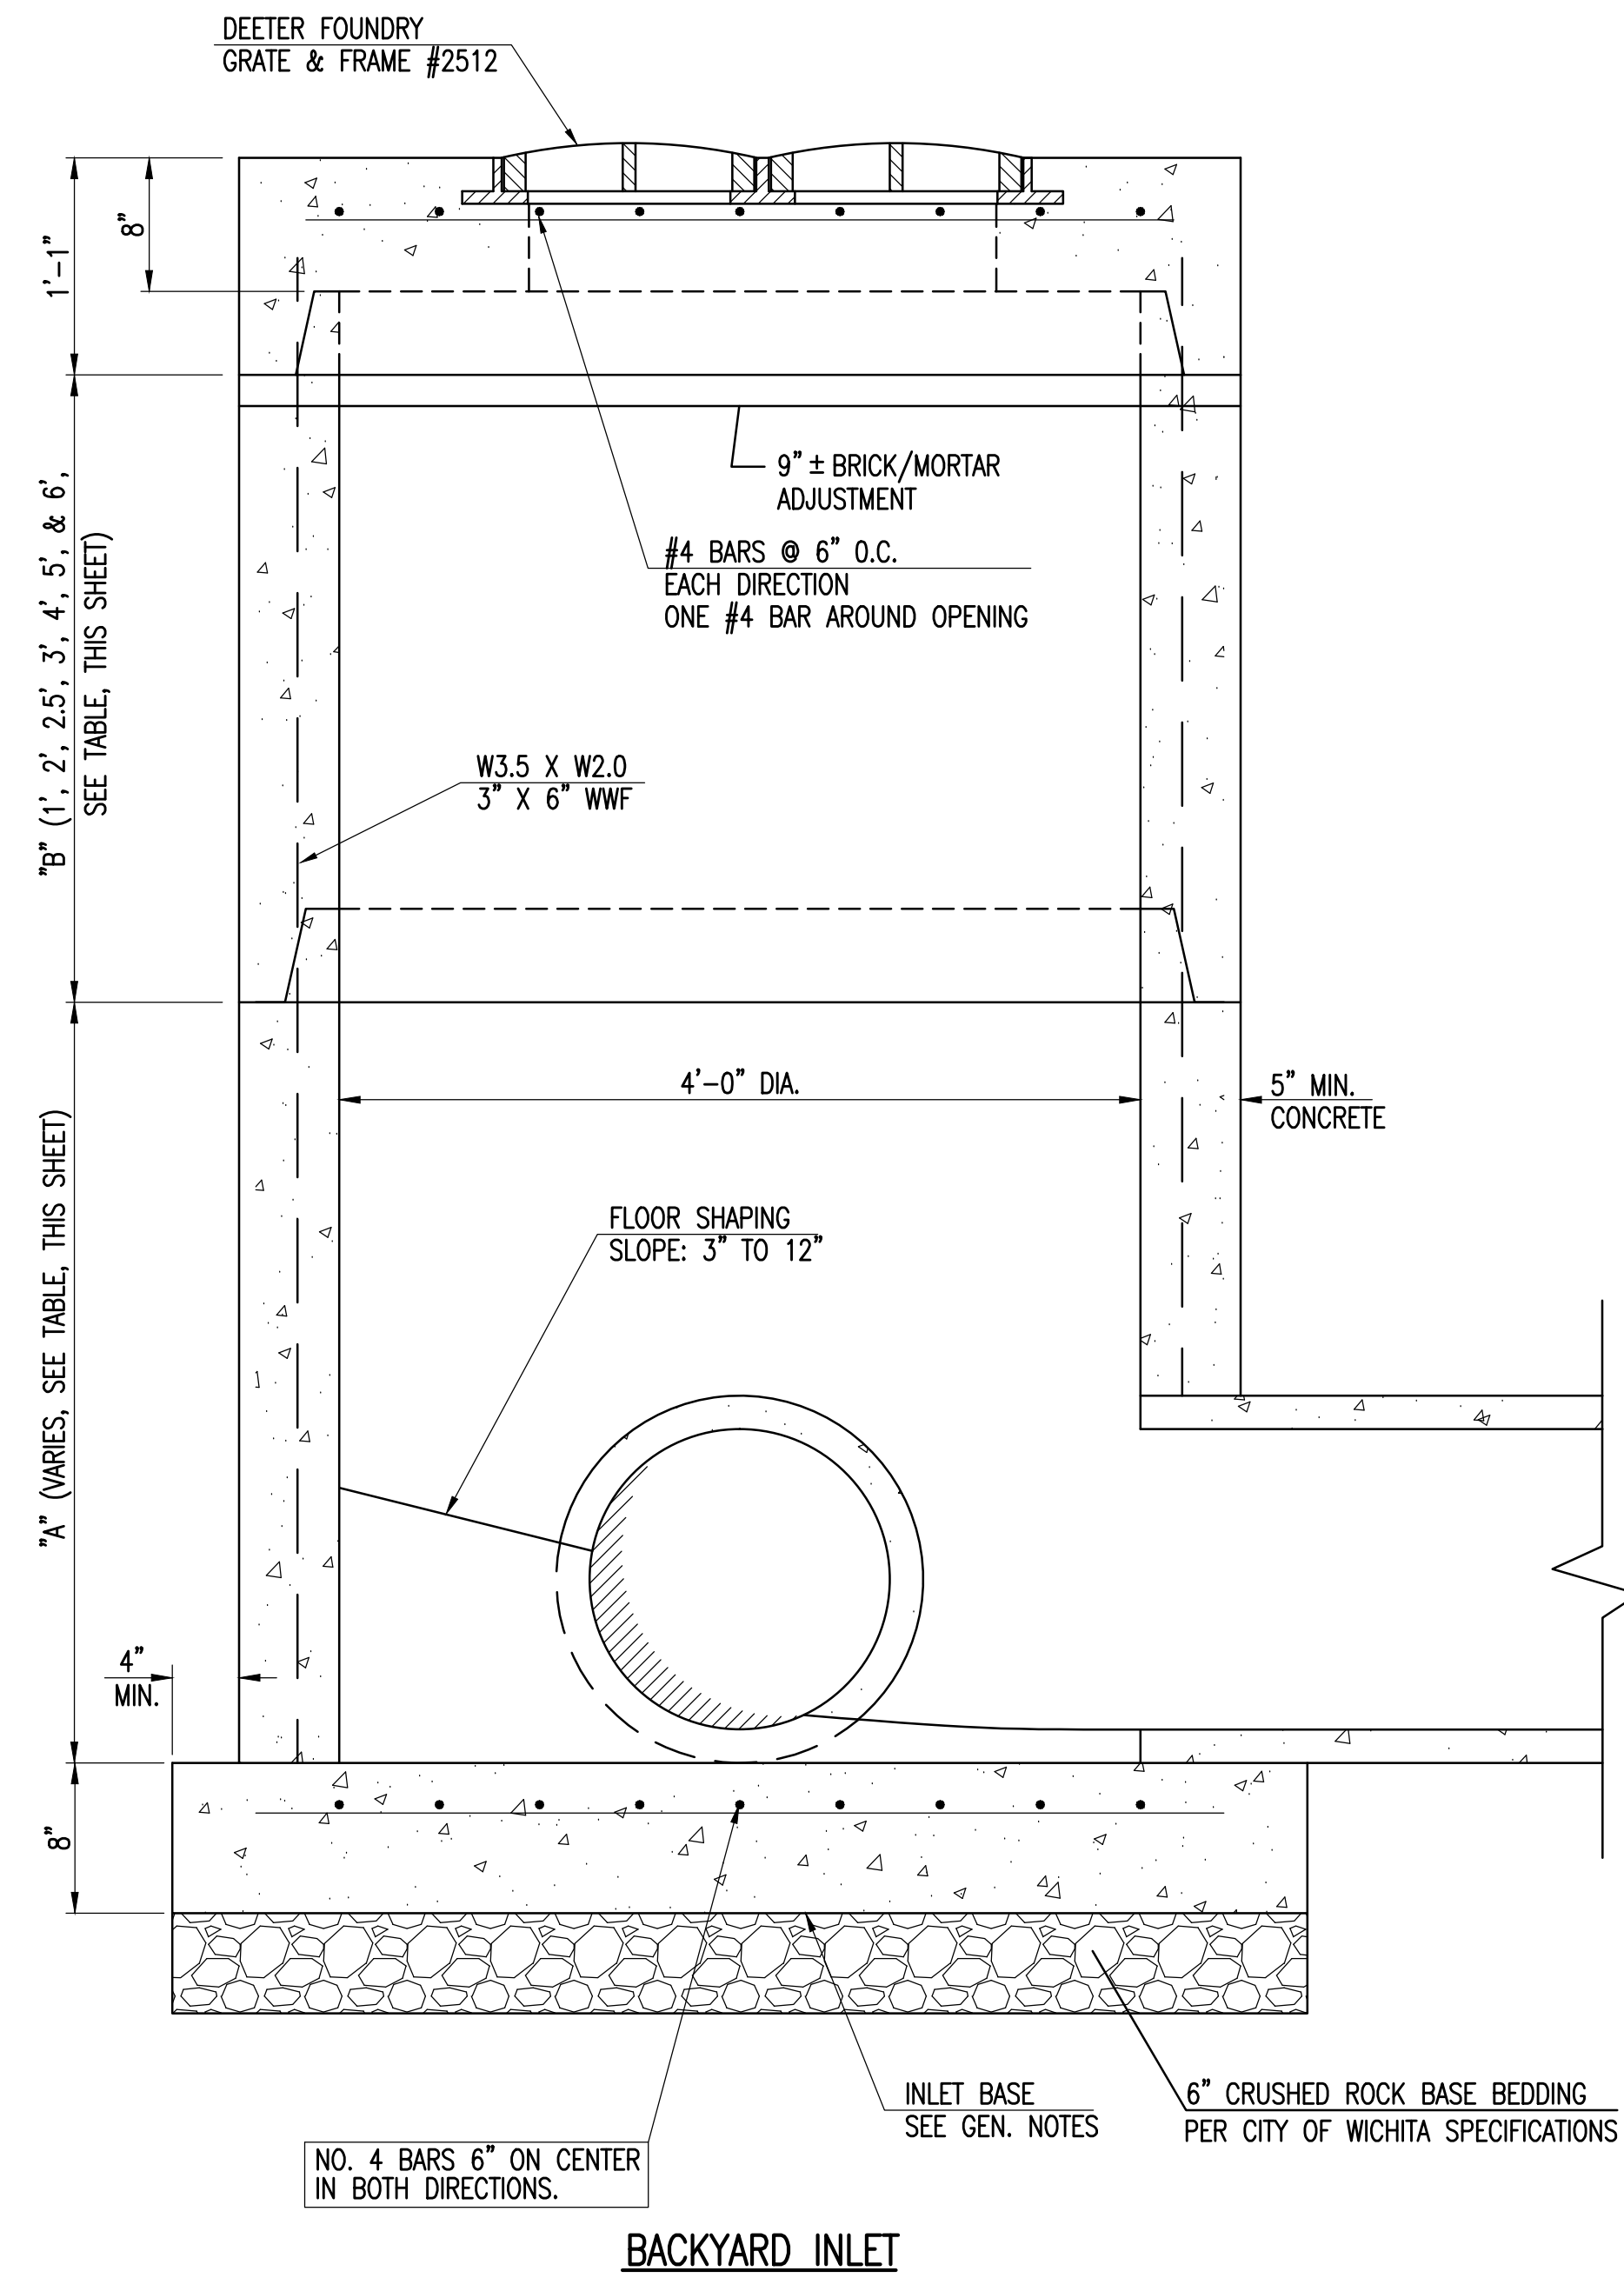 DEETER FOUNDRY
GRATE & FRAME #2512
8"
1'-1"
9" ± BRICK/MORTAR
ADJUSTMENT
#4 BARS @ 6" O.C.
EACH DIRECTION
ONE #4 BAR AROUND OPENING
"B" (1', 2', 2.5', 3', 4', 5', & 6',
SEE TABLE, THIS SHEET)
W3.5 X W2.0
3" X 6" WWF
4'-0" DIA.
5" MIN.
CONCRETE
"A" (VARIES, SEE TABLE, THIS SHEET)
FLOOR SHAPING
SLOPE: 3" TO 12"
4"
MIN.
8"
INLET BASE
SEE GEN. NOTES
6" CRUSHED ROCK BASE BEDDING
PER CITY OF WICHITA SPECIFICATIONS
NO. 4 BARS 6" ON CENTER
IN BOTH DIRECTIONS.
BACKYARD INLET